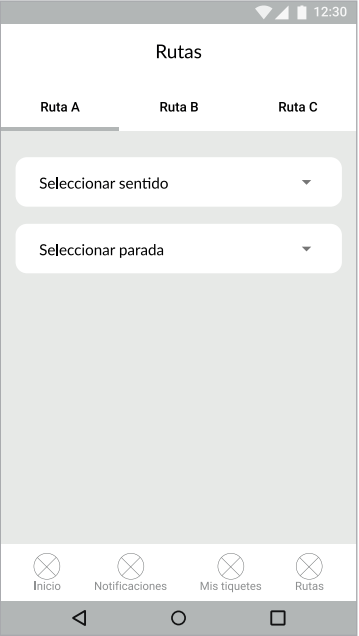 12:30
Rutas
Ruta A Ruta B Ruta C
Seleccionar sentido
Seleccionar parada
Inicio Notificaciones Mis tiquetes Rutas